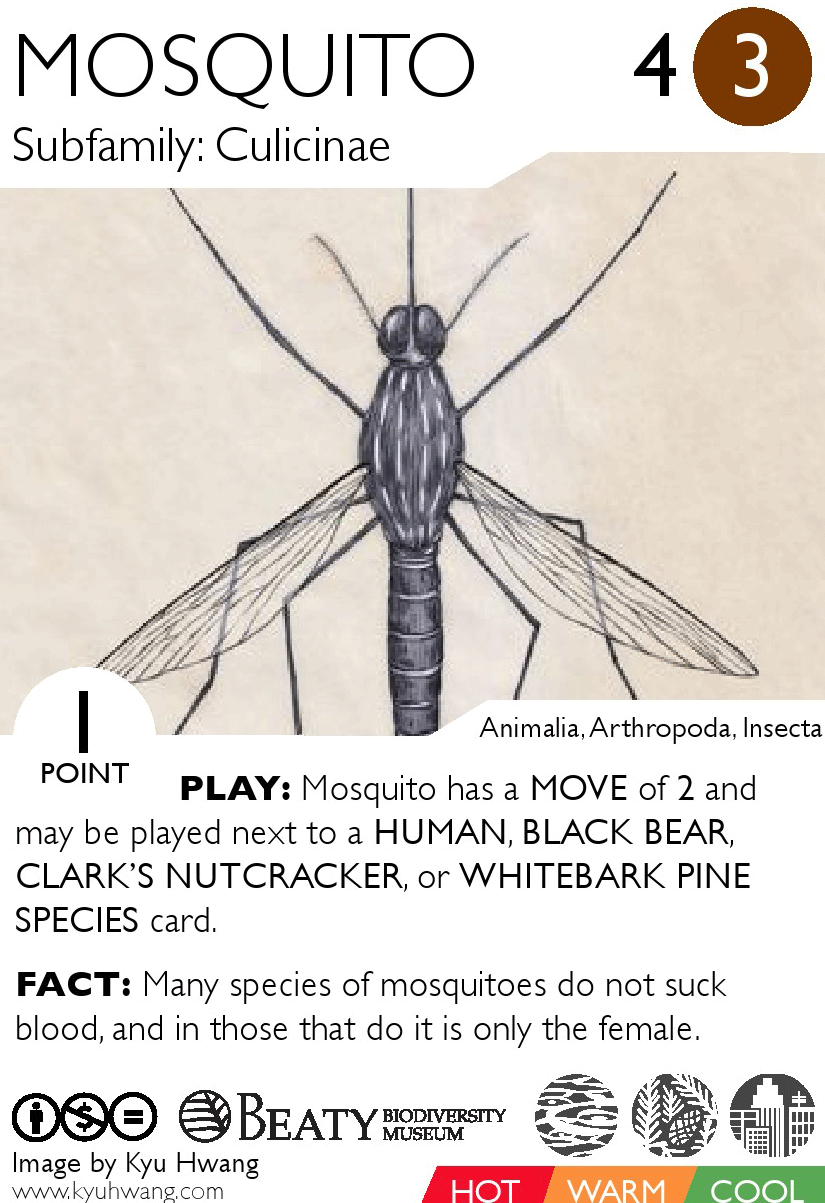 MOSQUITO 4 3
Subfamily: Culicinae
Animalia, Arthropoda, Insecta
1
POINT
PLAY: Mosquito has a MOVE of 2 and
may be played next to a HUMAN, BLACK BEAR,
CLARK’S NUTCRACKER, or WHITEBARK PINE
SPECIES card.
FACT: Many species of mosquitoes do not suck
blood, and in those that do it is only the female.
BEATY BIODIVERSITY
MUSEUM
Image by Kyu Hwang
www.kyuhwang.com
HOT WARM COOL